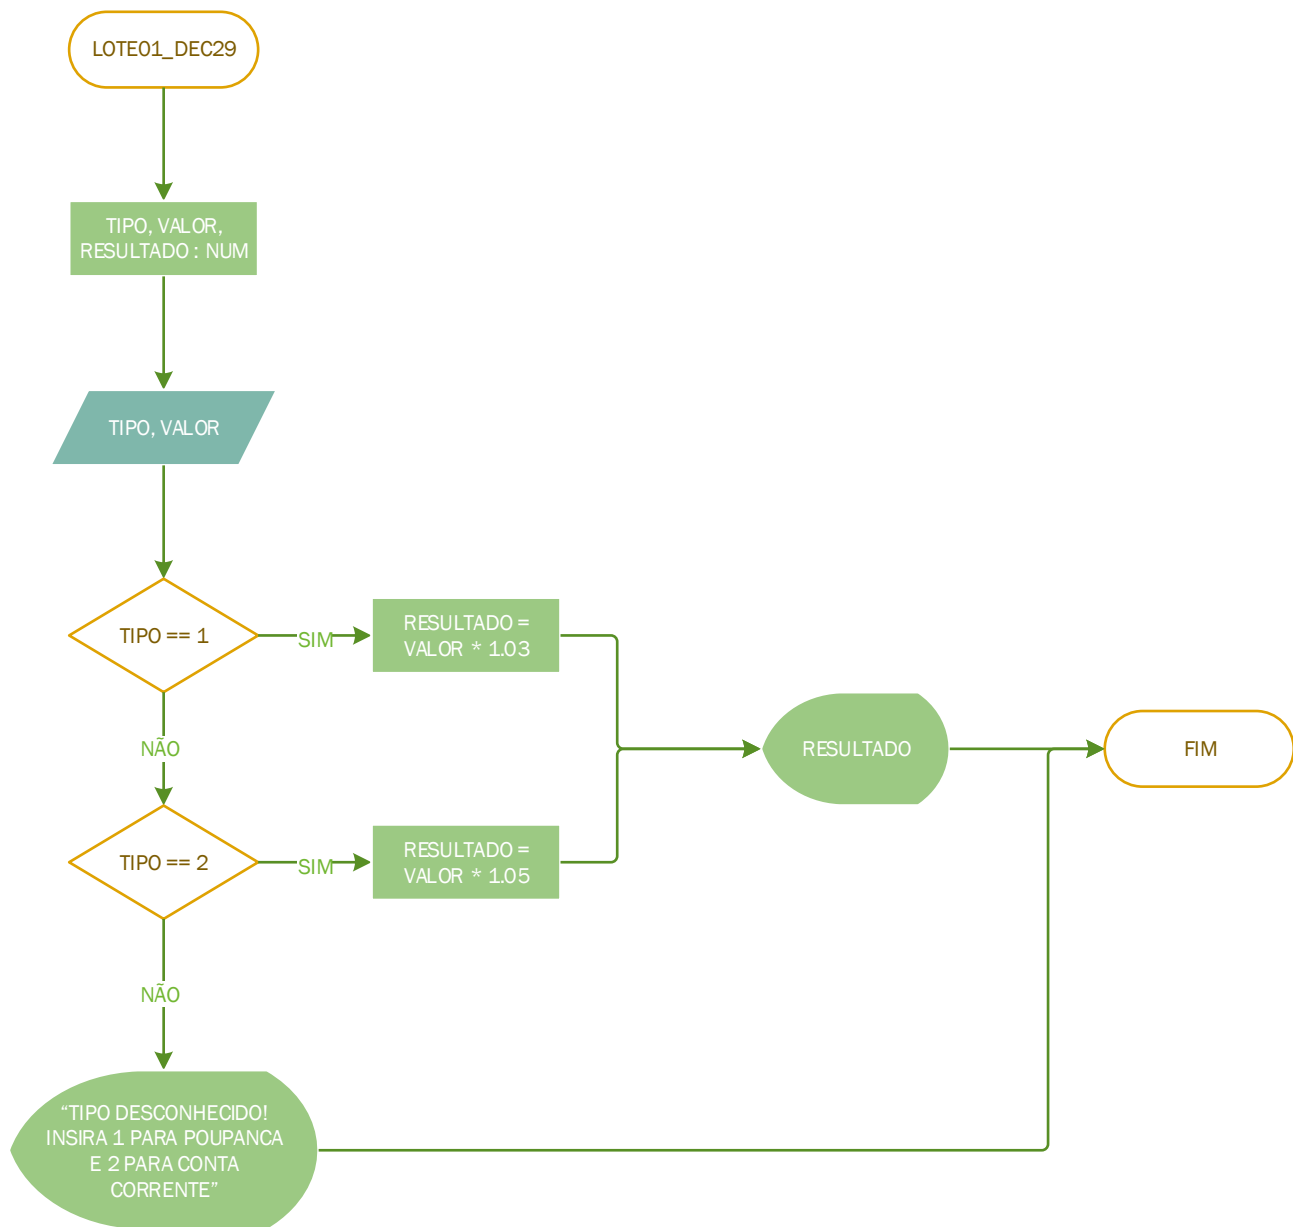 LOTE01_DEC29
TIPO, VALOR,
RESULTADO : NUM
TIPO, VALOR
TIPO == 1
SIM
RESULTADO =
VALOR * 1.03
NÃO
RESULTADO
FIM
TIPO == 2
SIM
RESULTADO =
VALOR * 1.05
NÃO
“TIPO DESCONHECIDO!
INSIRA 1 PARA POUPANCA
E 2 PARA CONTA
CORRENTE”